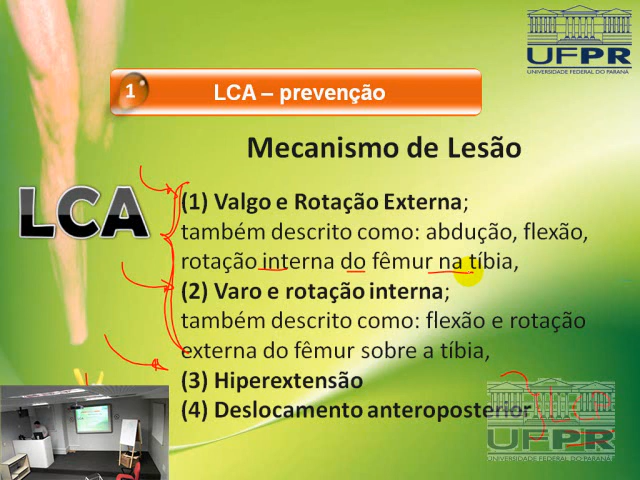 UFPR
UNIVERSIDADE FEDERAL DO PARANÁ
1
LCA – prevenção
Mecanismo de Lesão
LCA
(1) Valgo e Rotação Externa;
também descrito como: abdução, flexão,
rotação interna do fêmur na tíbia,
(2) Varo e rotação interna;
também descrito como: flexão e rotação
externa do fêmur sobre a tíbia,
(3) Hiperextensão
(4) Deslocamento anteroposterior
UFPR
UNIVERSIDADE FEDERAL DO PARANÁ